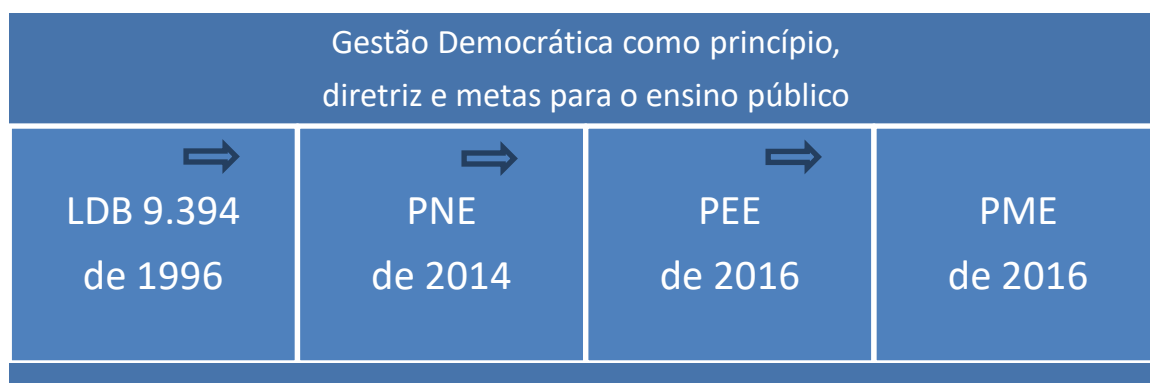 Gestão Democrática como princípio,
diretriz e metas para o ensino público
LDB 9.394
de 1996
PNE
de 2014
PEE
de 2016
PME
de 2016